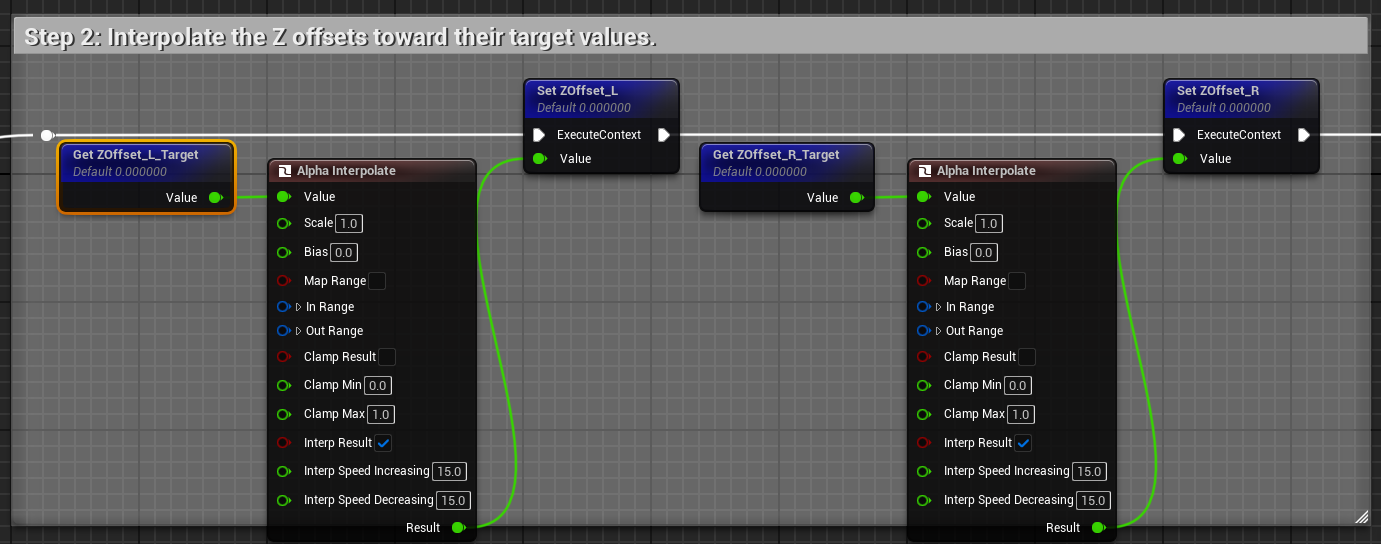 Step 2: Interpolate the Z offsets toward their target values.
Set ZOffset_L
Default 0.000000
ExecuteContext
Value
Get ZOffset_L_Target
Default 0.000000
Value
Alpha Interpolate
Value
Scale 1.0
Bias 0.0
Map Range
In Range
Out Range
Clamp Result
Clamp Min 0.0
Clamp Max 1.0
Interp Result
Interp Speed Increasing 15.0
Interp Speed Decreasing 15.0
Result
Set ZOffset_R
Default 0.000000
ExecuteContext
Value
Get ZOffset_R_Target
Default 0.000000
Value
Alpha Interpolate
Value
Scale 1.0
Bias 0.0
Map Range
In Range
Out Range
Clamp Result
Clamp Min 0.0
Clamp Max 1.0
Interp Result
Interp Speed Increasing 15.0
Interp Speed Decreasing 15.0
Result